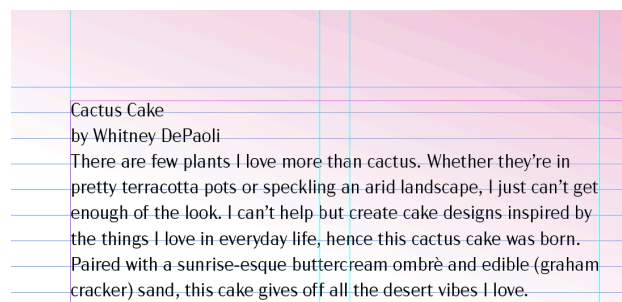 Cactus Cake
by Whitney DePaoli
There are few plants I love more than cactus. Whether they’re in
pretty terracotta pots or speckling an arid landscape, I just can’t get
enough of the look. I can’t help but create cake designs inspired by
the things I love in everyday life, hence this cactus cake was born.
Paired with a sunrise-esque buttercream ombrè and edible (graham
cracker) sand, this cake gives off all the desert vibes I love.